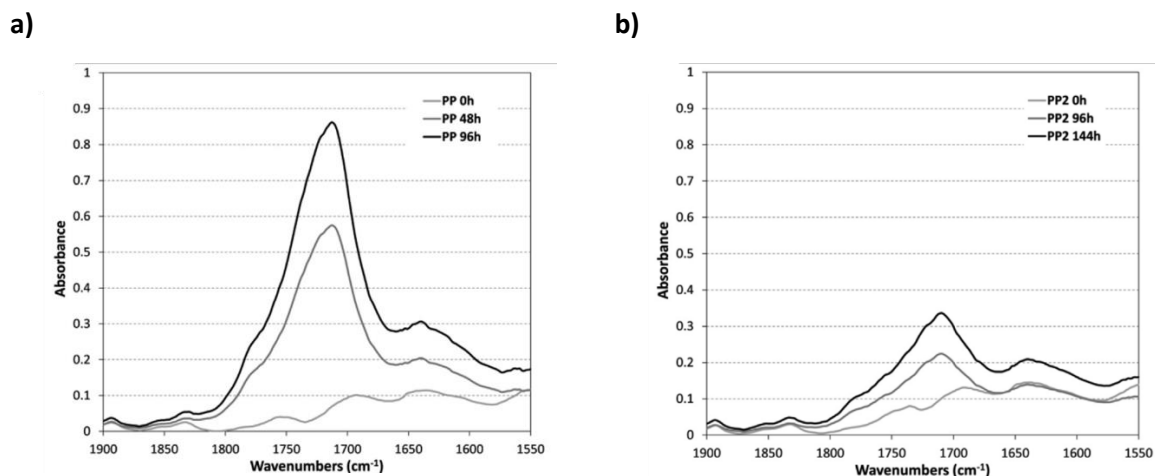 a)
b)
1
0.9
0.8
0.7
0.6
0.5
0.4
0.3
0.2
0.1
0
Absorbance
PP 0h
PP 48h
PP 96h
1900 1850 1800 1750 1700 1650 1600 1550
Wavenumbers (cm-1)
1
0.9
0.8
0.7
0.6
0.5
0.4
0.3
0.2
0.1
0
Absorbance
PP2 0h
PP2 96h
PP2 144h
1900 1850 1800 1750 1700 1650 1600 1550
Wavenumbers (cm-1)